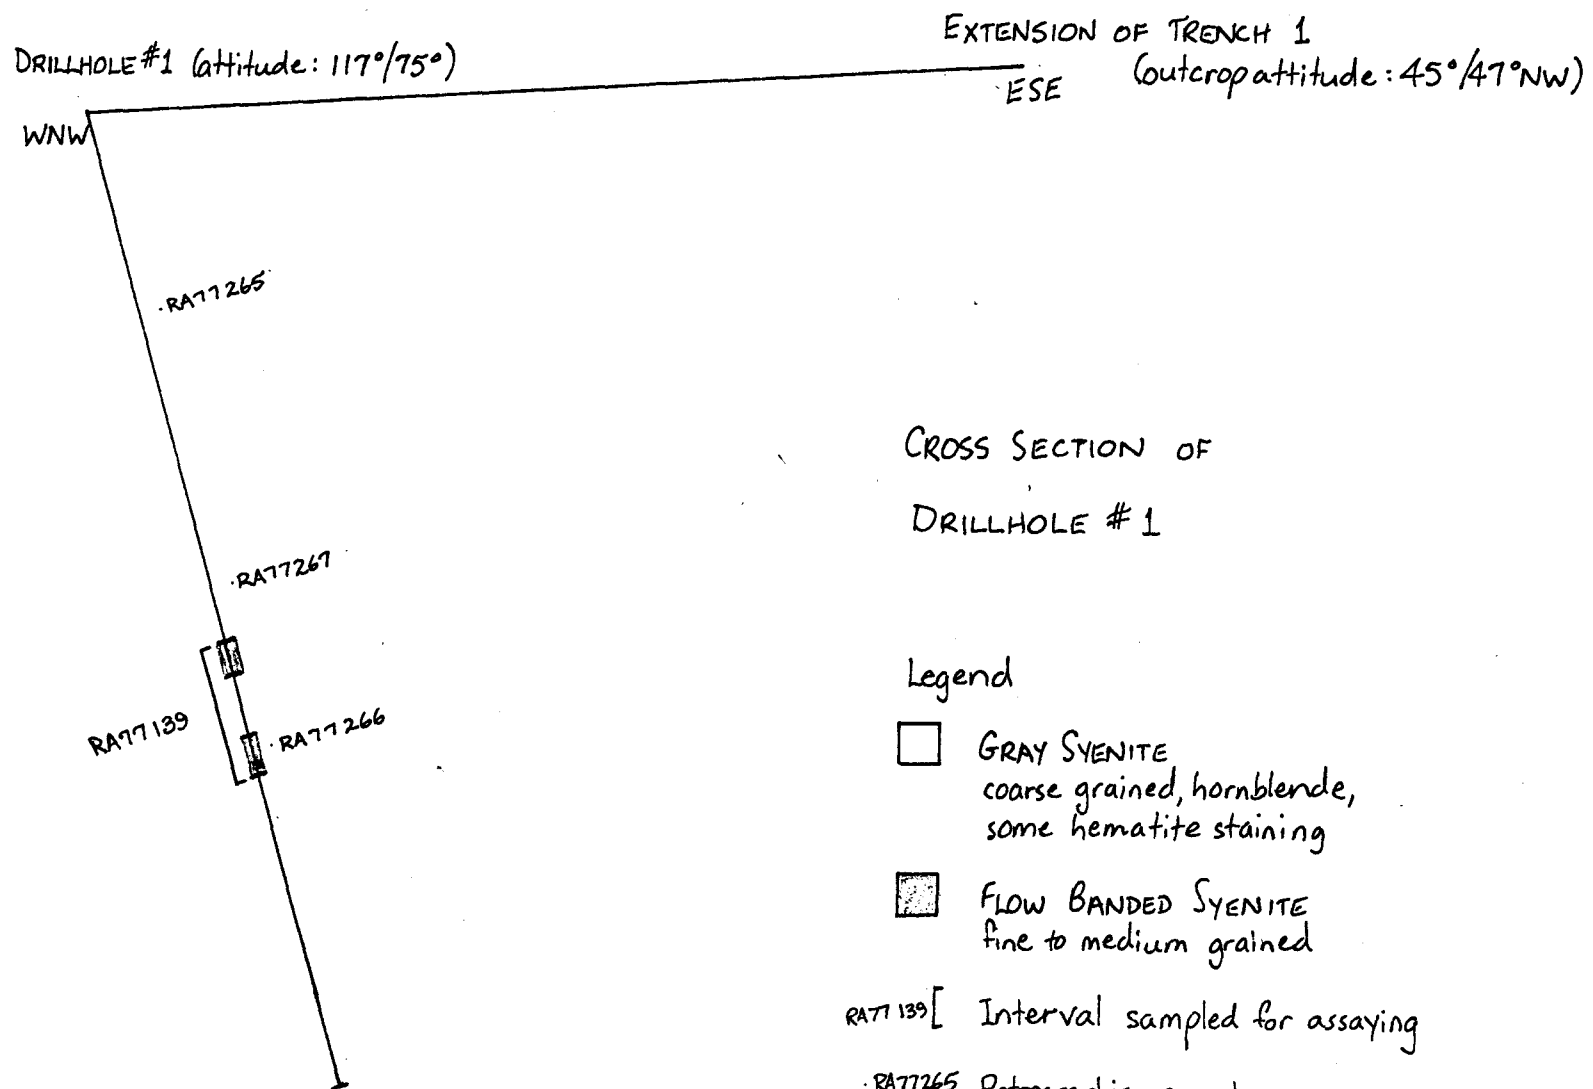 EXTENSION OF TRENCH 1
DRILLHOLE #1 (attitude: 117°/75°)
(outcrop attitude: 45°/47°NW)
ESE
WNW
.RA77265
CROSS SECTION OF
DRILLHOLE #1
.RA77267
Legend
RA77139
.RA77266
GRAY SYENITE
coarse grained, hornblende,
some hematite staining
FLOW BANDED SYENITE
fine to medium grained
RA77139[ Interval sampled for assaying
.RA77265